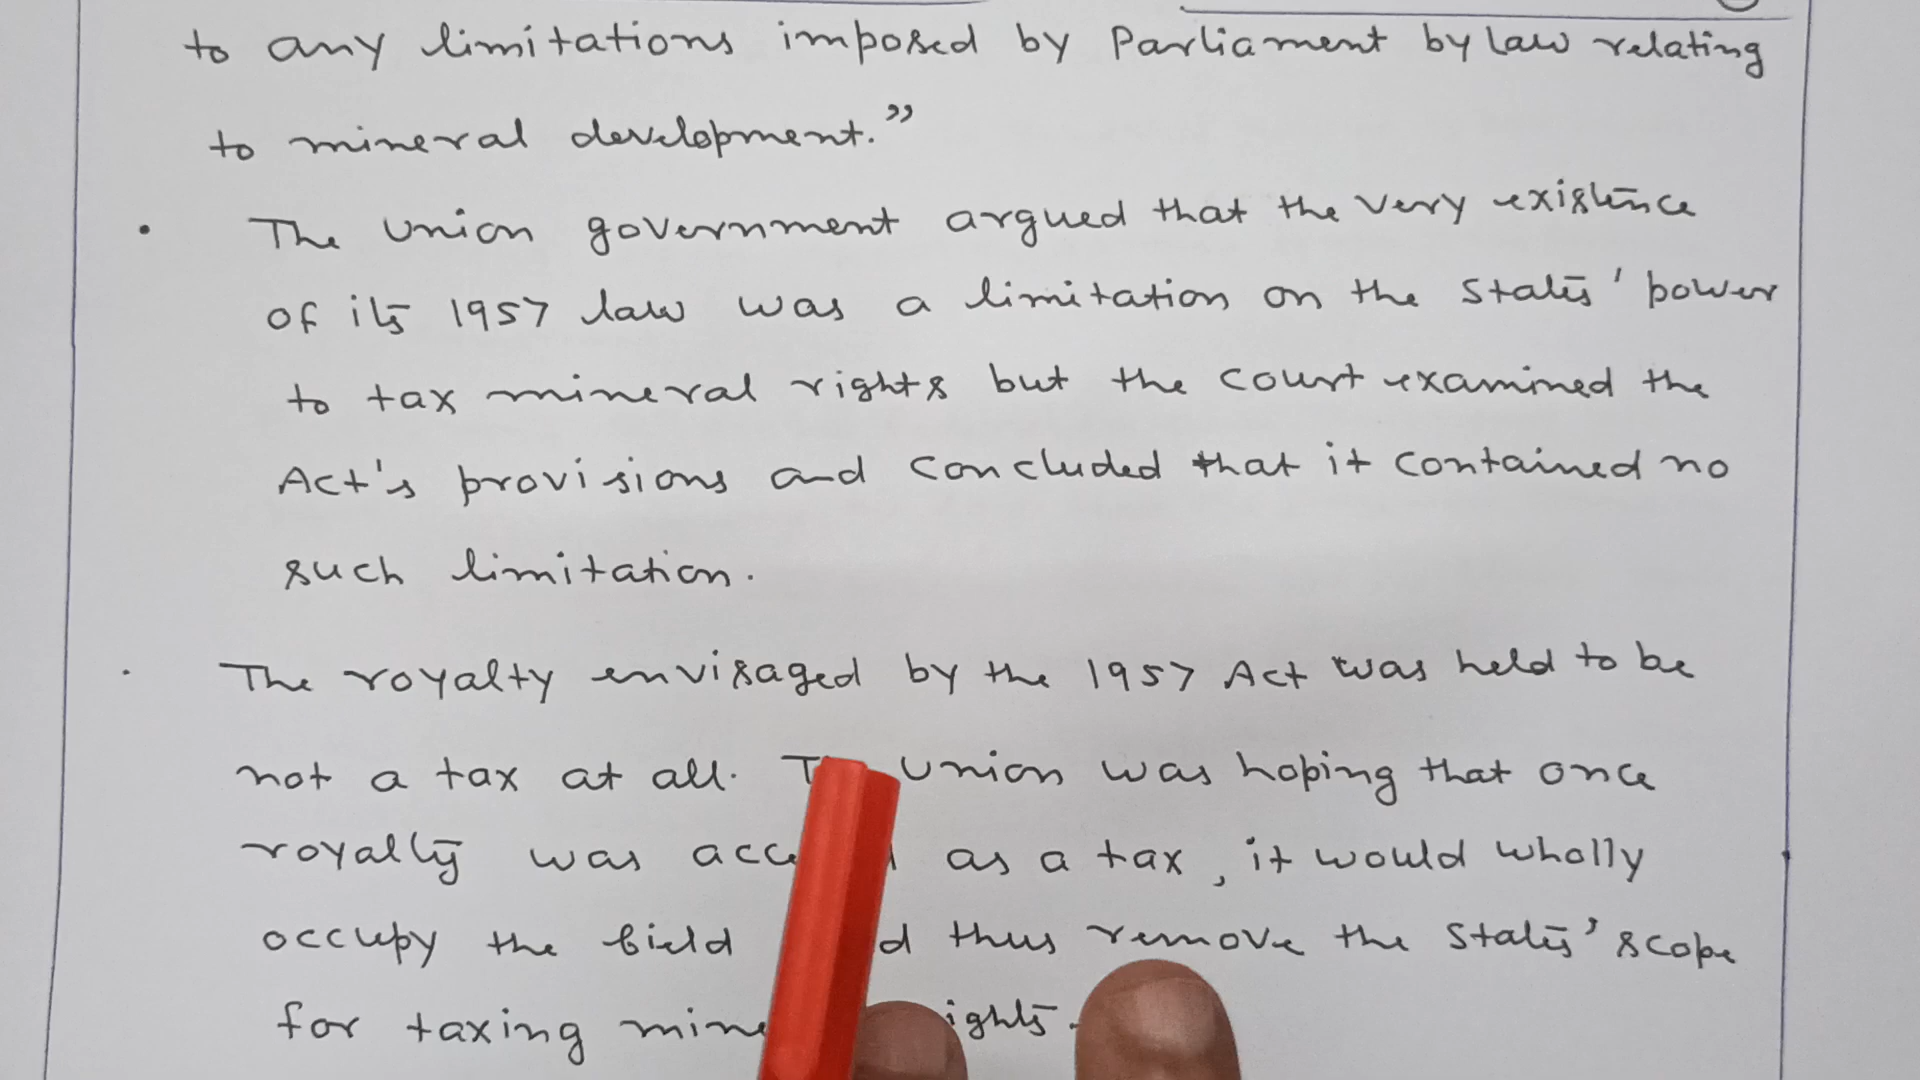 to any limitations imposed by Parliament by law relating
to mineral development.”
• The Union government argued that the very existence
of its 1957 law was a limitation on the States' power
to tax mineral rights but the court examined the
Act's provisions and concluded that it contained no
such limitation.
• The royalty envisaged by the 1957 Act was held to be
not a tax at all. Union was hoping that once
royalty was as a tax, it would wholly
occupy the field thus remove the States' scope
for taxing